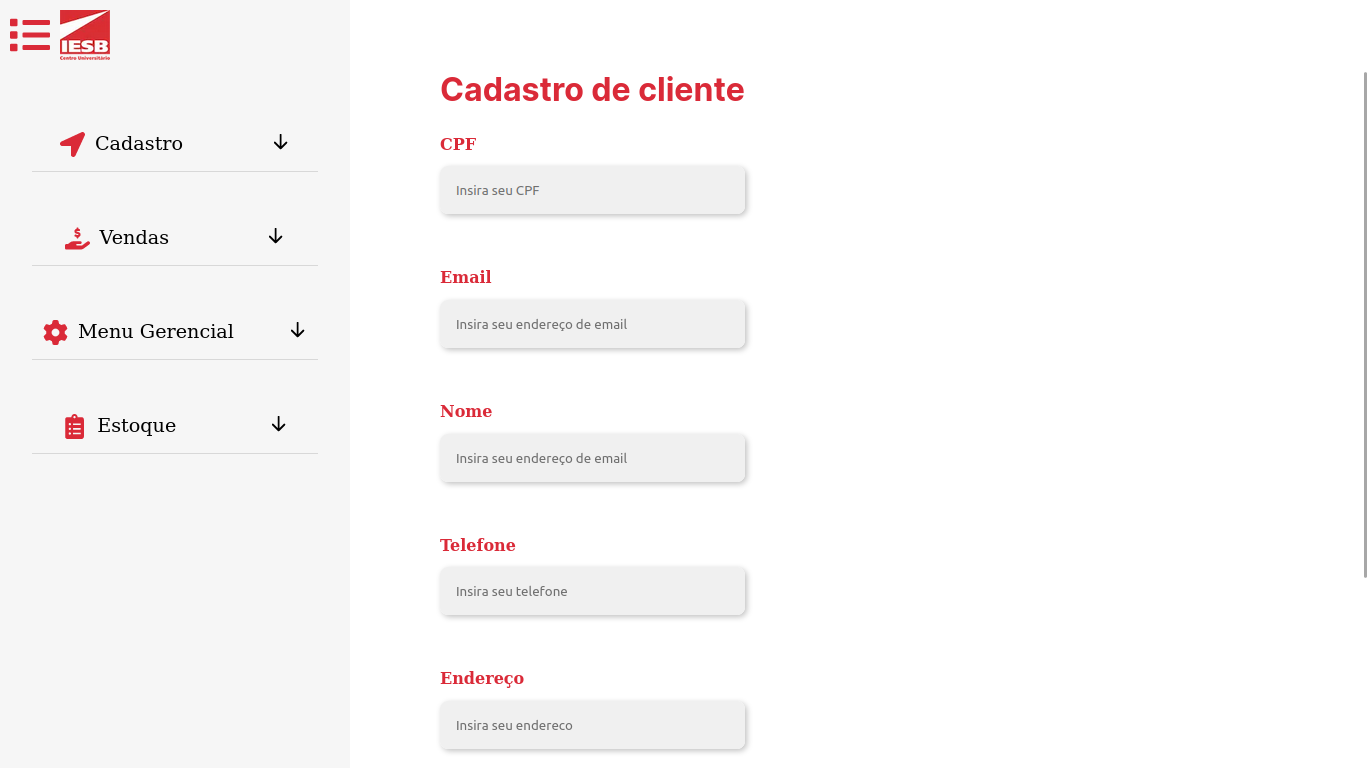 IESB
Centro Universitário
Cadastro
Vendas
Menu Gerencial
Estoque
Cadastro de cliente
CPF
Insira seu CPF
Email
Insira seu endereço de email
Nome
Insira seu endereço de email
Telefone
Insira seu telefone
Endereço
Insira seu endereco